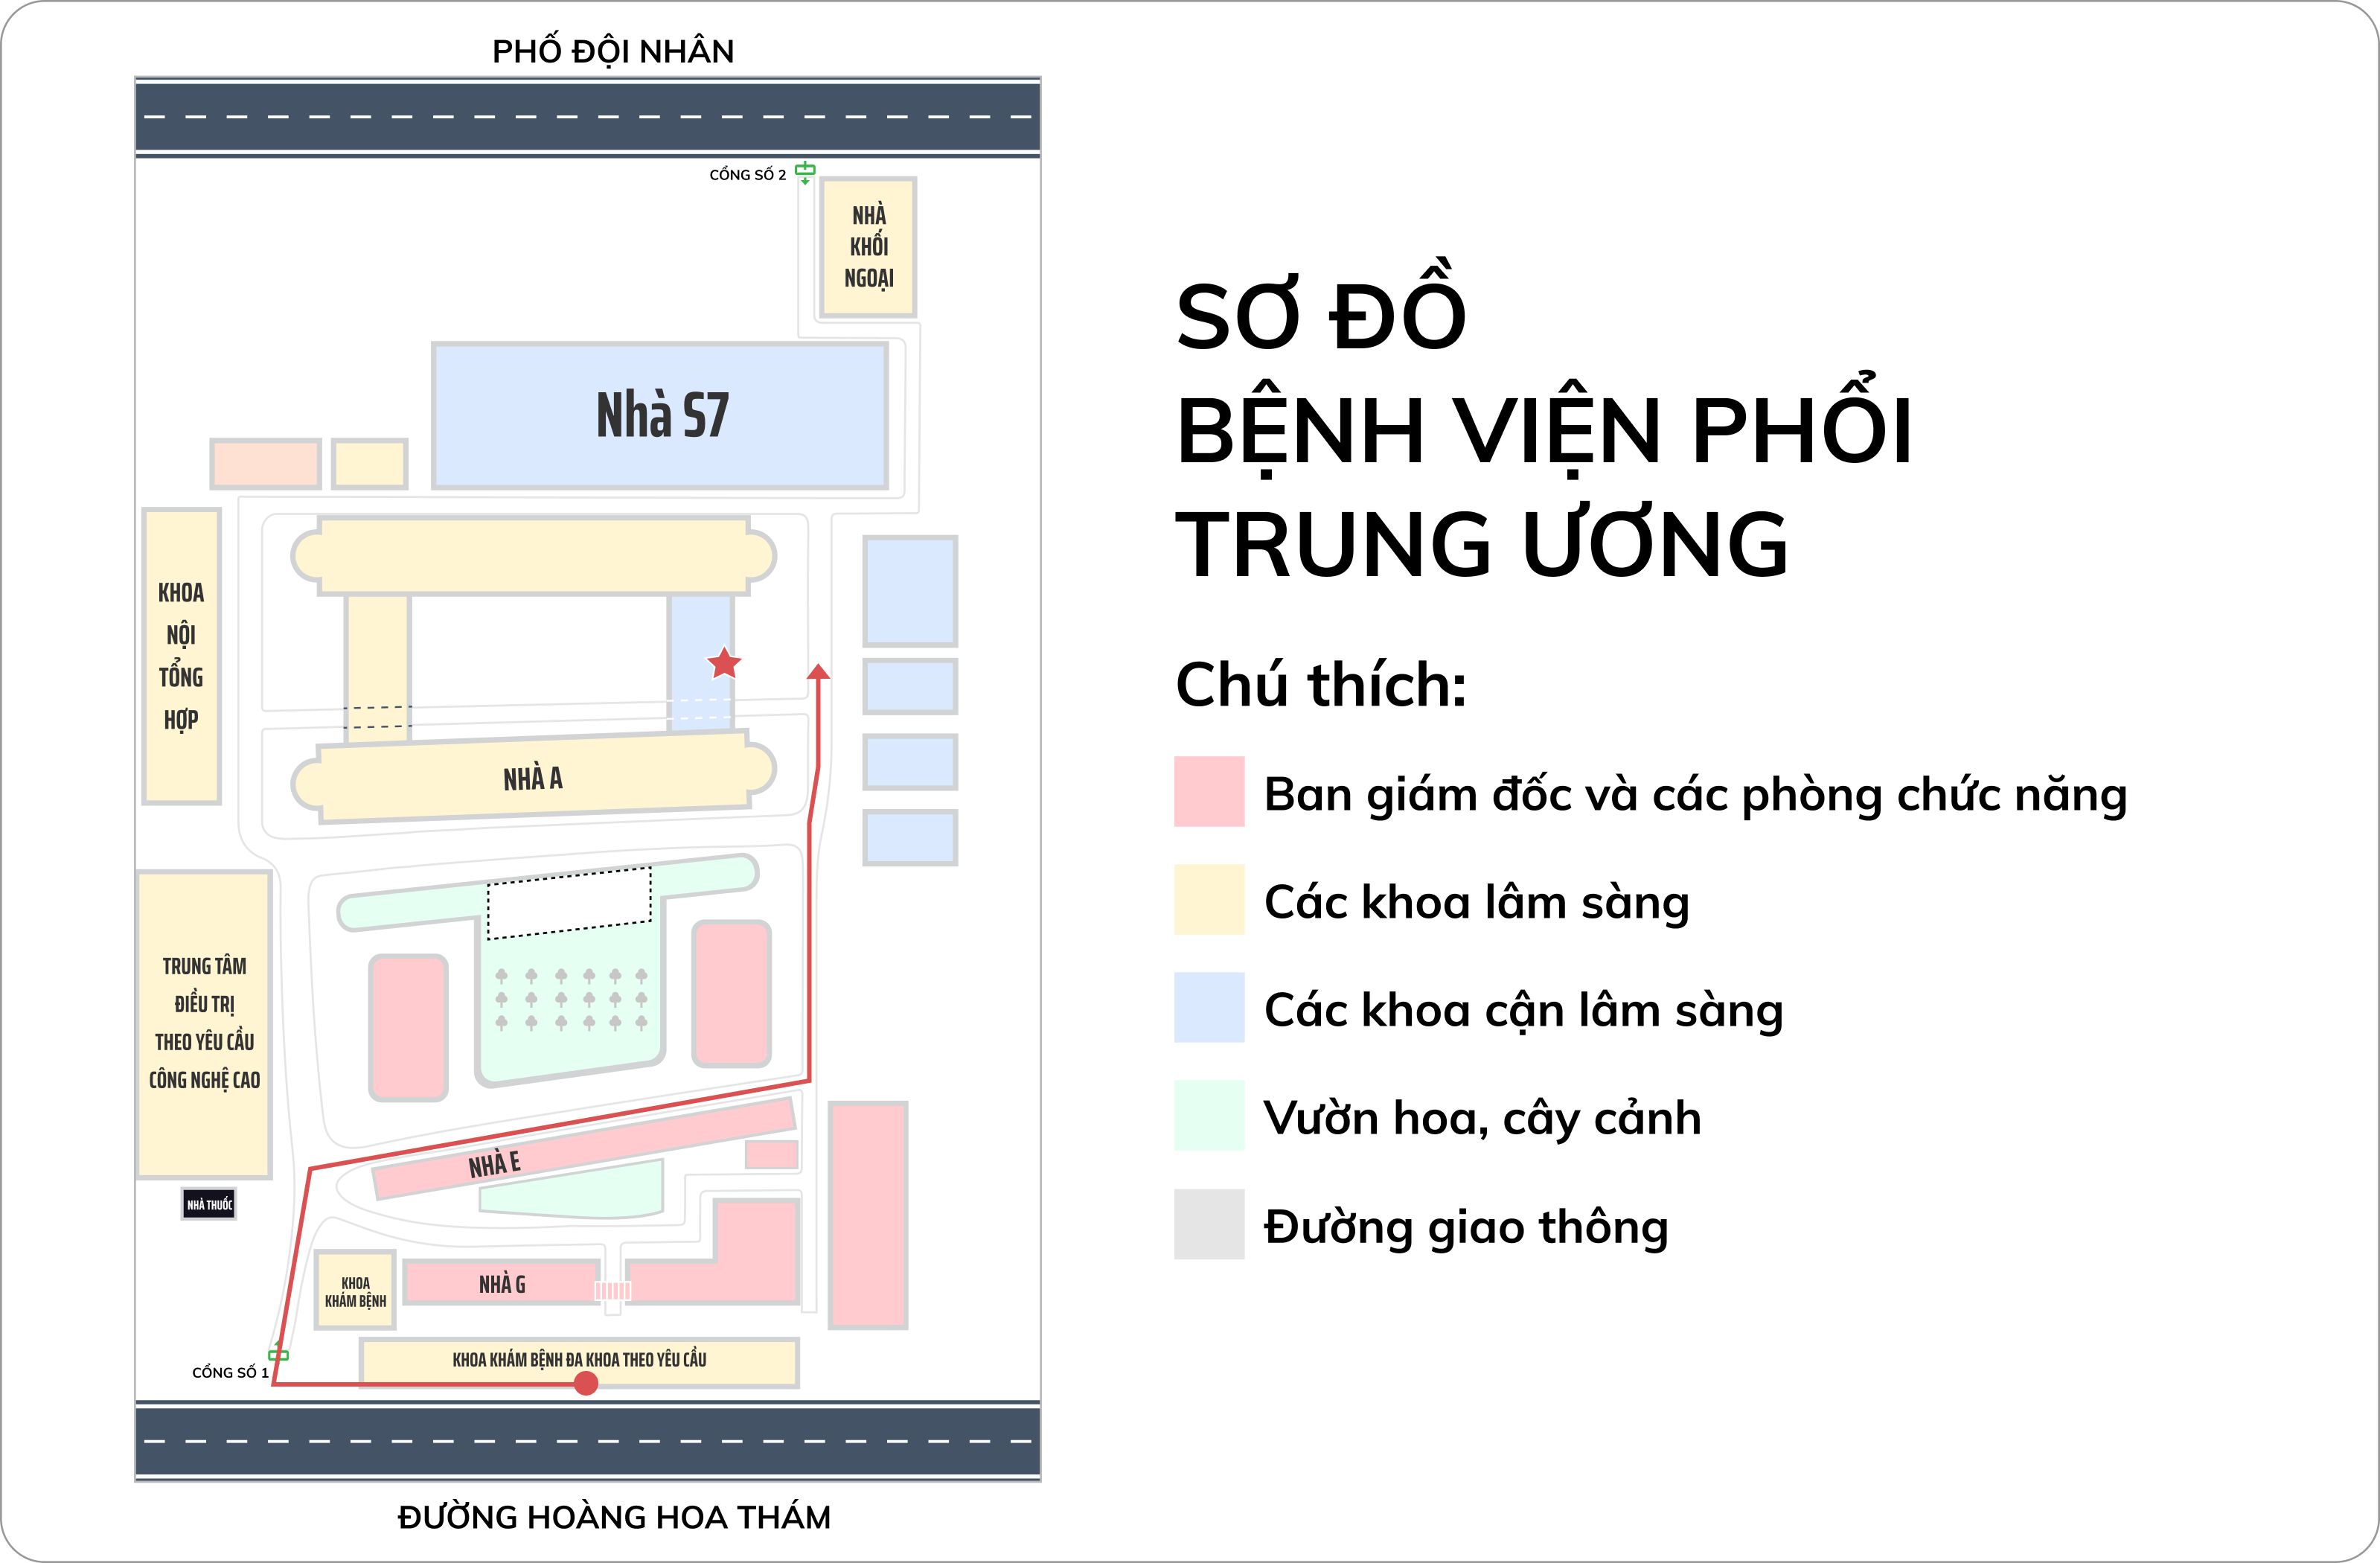 PHỐ ĐỘI NHÂN
CỔNG SỐ 2
NHÀ
KHỐI
NGOẠI
Nhà S7
KHOA
NỘI
TỔNG
HỢP
NHÀ A
TRUNG TÂM
ĐIỀU TRỊ
THEO YÊU CẦU
CÔNG NGHỆ CAO
NHÀ E
NHÀ THUỐC
KHOA
KHÁM BỆNH
NHÀ G
KHOA KHÁM BỆNH ĐA KHOA THEO YÊU CẦU
CỔNG SỐ 1
ĐƯỜNG HOÀNG HOA THÁM
SƠ ĐỒ
BỆNH VIỆN PHỔI
TRUNG ƯƠNG
Chú thích:
Ban giám đốc và các phòng chức năng
Các khoa lâm sàng
Các khoa cận lâm sàng
Vườn hoa, cây cảnh
Đường giao thông